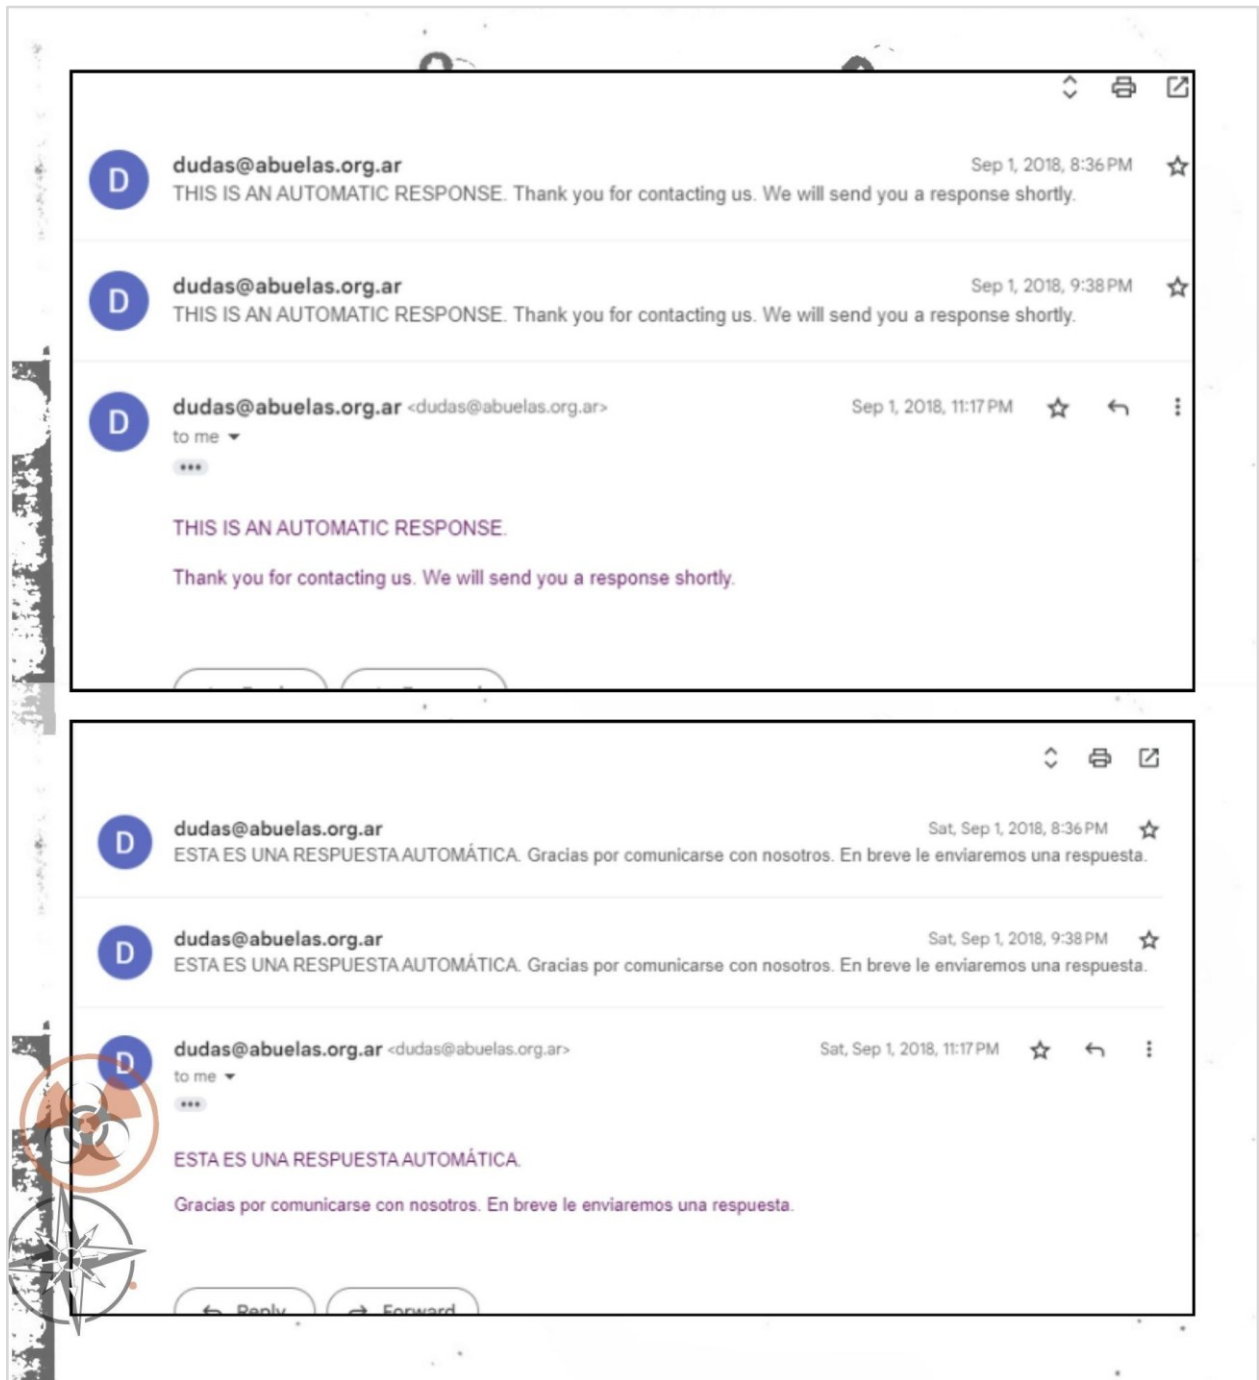 D
dudas@abuelas.org.ar Sep 1, 2018, 8:36 PM
THIS IS AN AUTOMATIC RESPONSE. Thank you for contacting us. We will send you a response shortly.
D
dudas@abuelas.org.ar Sep 1, 2018, 9:38 PM
THIS IS AN AUTOMATIC RESPONSE. Thank you for contacting us. We will send you a response shortly.
D
dudas@abuelas.org.ar <dudas@abuelas.org.ar> Sep 1, 2018, 11:17 PM
to me
THIS IS AN AUTOMATIC RESPONSE.
Thank you for contacting us. We will send you a response shortly.
D
dudas@abuelas.org.ar Sat, Sep 1, 2018, 8:36 PM
ESTA ES UNA RESPUESTA AUTOMÁTICA. Gracias por comunicarse con nosotros. En breve le enviaremos una respuesta.
D
dudas@abuelas.org.ar Sat, Sep 1, 2018, 9:38 PM
ESTA ES UNA RESPUESTA AUTOMÁTICA. Gracias por comunicarse con nosotros. En breve le enviaremos una respuesta.
D
dudas@abuelas.org.ar <dudas@abuelas.org.ar> Sat, Sep 1, 2018, 11:17 PM
to me
ESTA ES UNA RESPUESTA AUTOMÁTICA.
Gracias por comunicarse con nosotros. En breve le enviaremos una respuesta.
Reply Forward